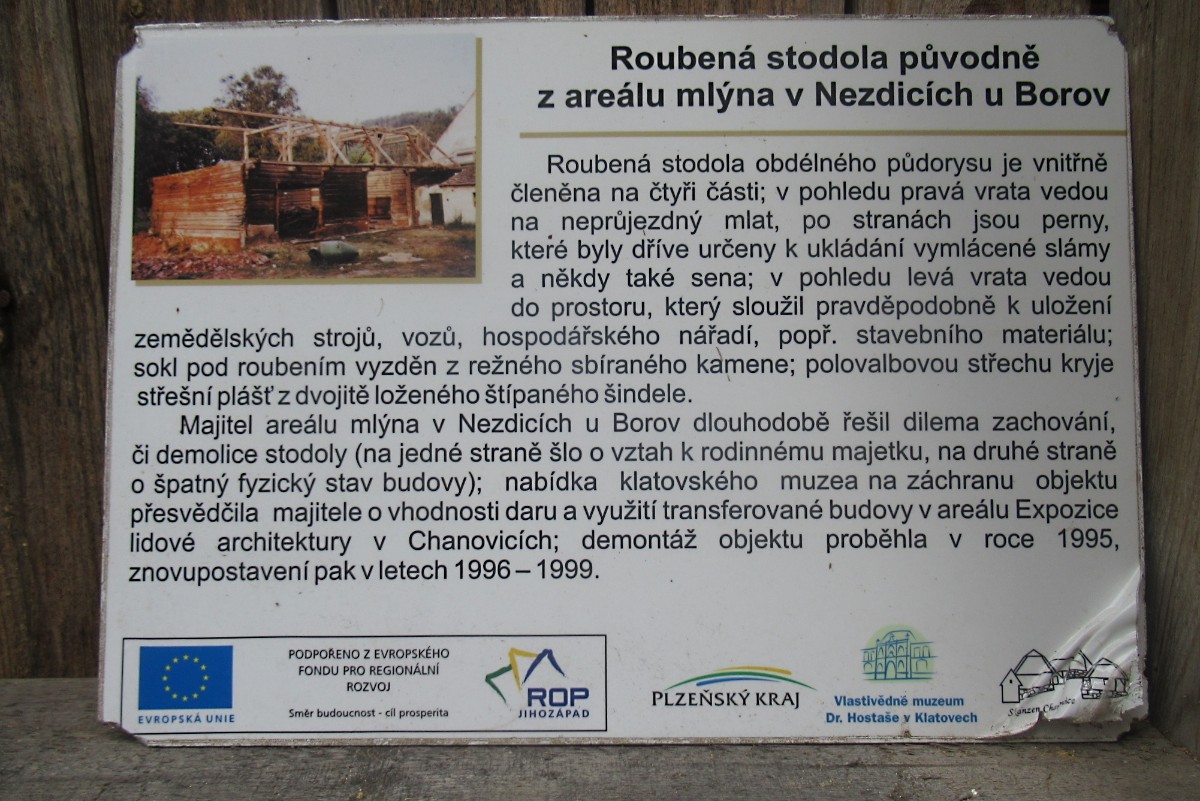 Roubená stodola původně
z areálu mlýna v Nezdicích u Borov
Roubená stodola obdélného půdorysu je vnitřně
členěna na čtyři části; v pohledu pravá vrata vedou
na neprůjezdný mlat, po stranách jsou perny,
které byly dříve určeny k ukládání vymlácené slámy
a někdy také sena; v pohledu levá vrata vedou
do prostoru, který sloužil pravděpodobně k uložení
zemědělských strojů, vozů, hospodářského nářadí, popř. stavebního materiálu;
sokl pod roubením vyzděn z režného sbíraného kamene; polovalbovou střechu kryje
střešní plášť z dvojitě loženého štípaného šindele.
Majitel areálu mlýna v Nezdicích u Borov dlouhodobě řešil dilema zachování,
či demolice stodoly (na jedné straně šlo o vztah k rodinnému majetku, na druhé straně
o špatný fyzický stav budovy); nabídka klatovského muzea na záchranu objektu
přesvědčila majitele o vhodnosti daru a využití transferované budovy v areálu Expozice
lidové architektury v Chanovicích; demontáž objektu proběhla v roce 1995,
znovupostavení pak v letech 1996 – 1999.
EVROPSKÁ UNIE
PODPOŘENO Z EVROPSKÉHO
FONDU PRO REGIONÁLNÍ
ROZVOJ
Směr budoucnost - cíl prosperita
ROP
JIHOZÁPAD
PLZEŇSKÝ KRAJ
Vlastivědné muzeum
Dr. Hostaše v Klatovech